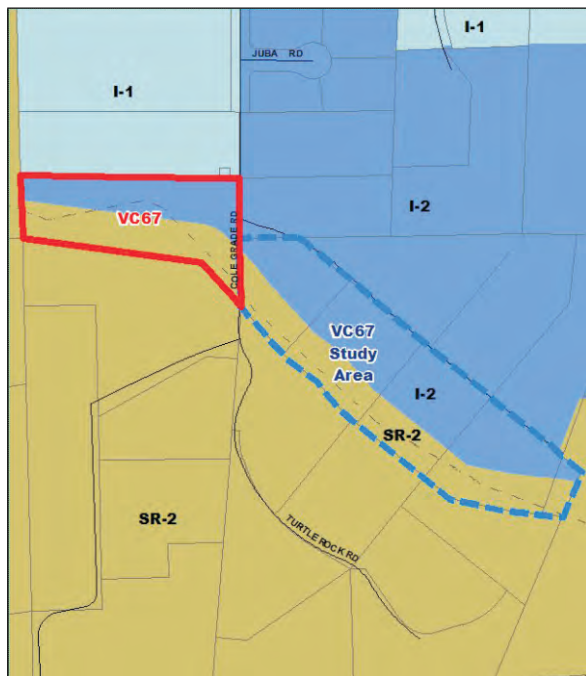 I-1
JUBA RD
I-1
VC67
COLE GRADE RD
I-2
VC67
Study
Area
I-2
SR-2
SR-2
TURTLE ROCK RD